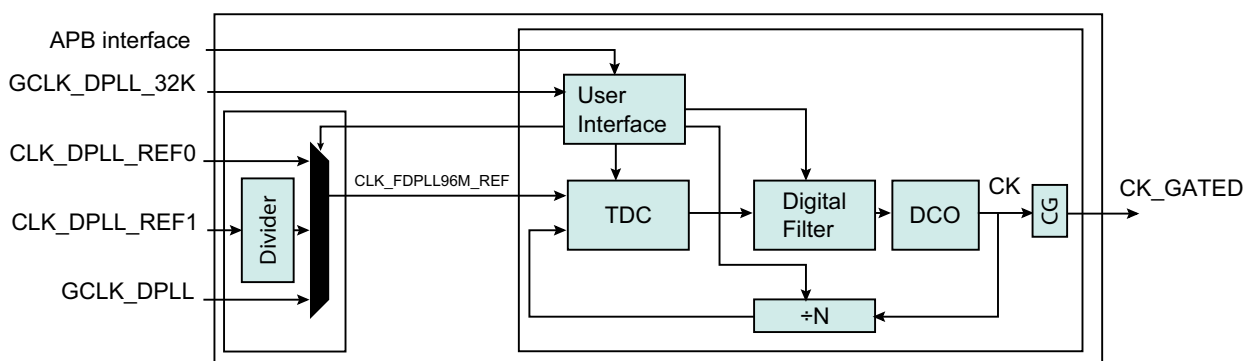 APB interface
GCLK_DPLL_32K
User
Interface
CLK_DPLL_REF0
CLK_FDPLL96M_REF
CLK_DPLL_REF1
Divider
TDC
Digital
Filter
DCO
CK
CG
CK_GATED
GCLK_DPLL
÷N